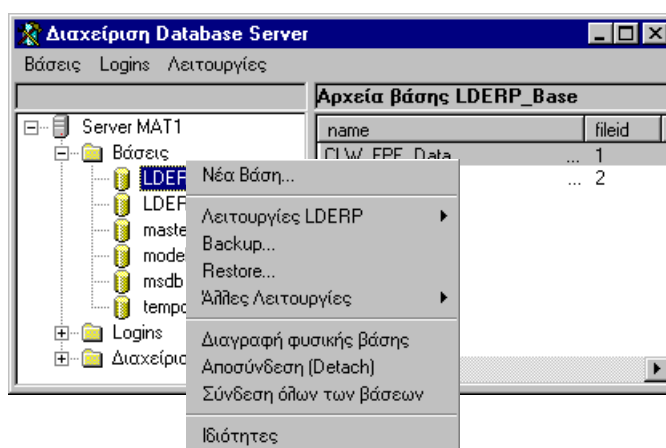 Διαχείριση Database Server
Βάσεις Logins Λειτουργίες
Αρχεία βάσης LDERP_Base
Server MAT1
name fileid
Βάσεις
... 1
... 2
Νέα Βάση...
Λειτουργίες LDERP
Backup...
Restore...
Άλλες Λειτουργίες
msdb
Logins
Διαγραφή φυσικής βάσης
Αποσύνδεση (Detach)
Σύνδεση όλων των βάσεων
Ιδιότητες